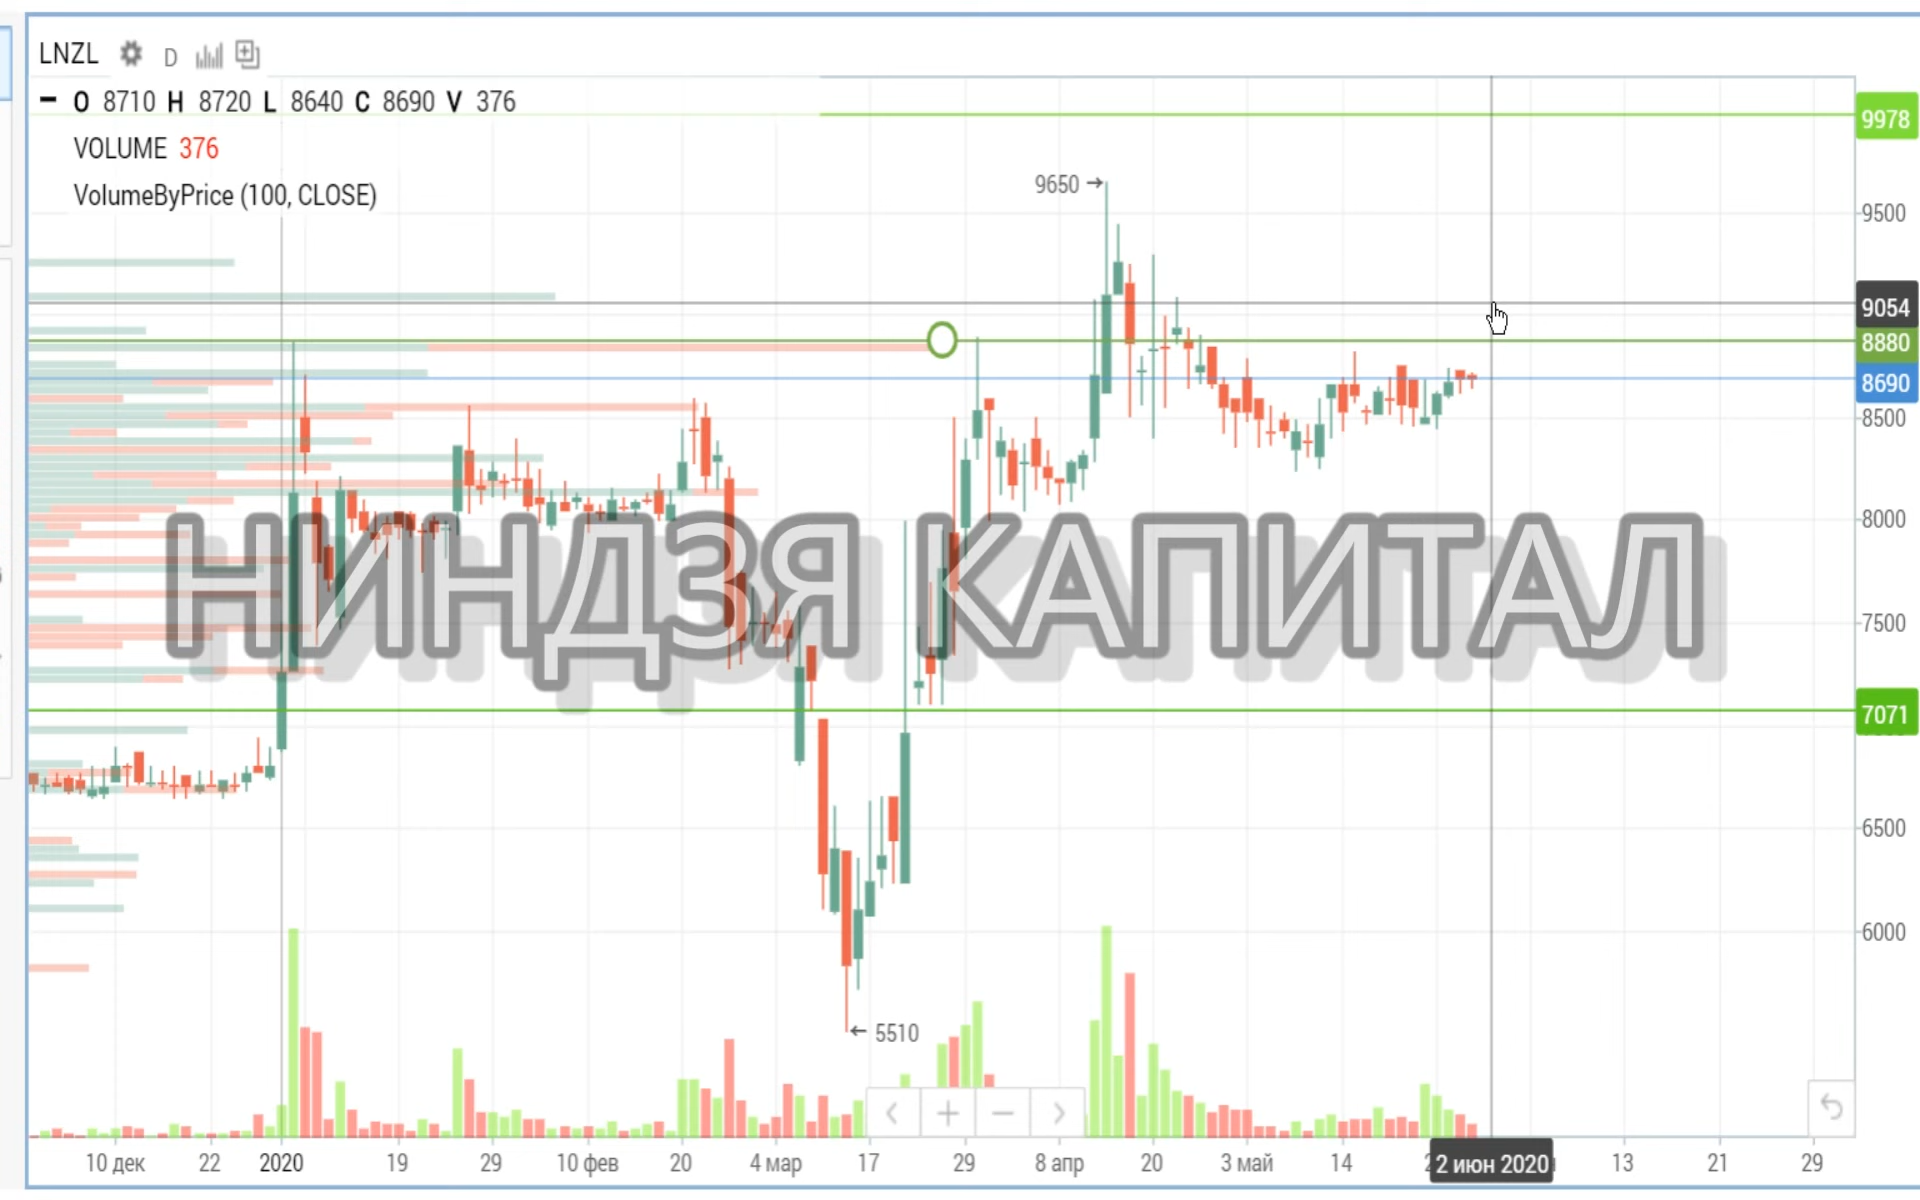 LNZL D
O 8710 H 8720 L 8640 C 8690 V 376
VOLUME 376
VolumeByPrice (100, CLOSE)
9978
9650
9500
9054
8880
8690
8500
8000
НИНДЗЯ КАПИТАЛ
7500
7071
6500
6000
5510
10 дек 22 2020 19 29 10 фев 20 4 мар 17 29 8 апр 20 3 май 14 2 июн 2020 13 21 29